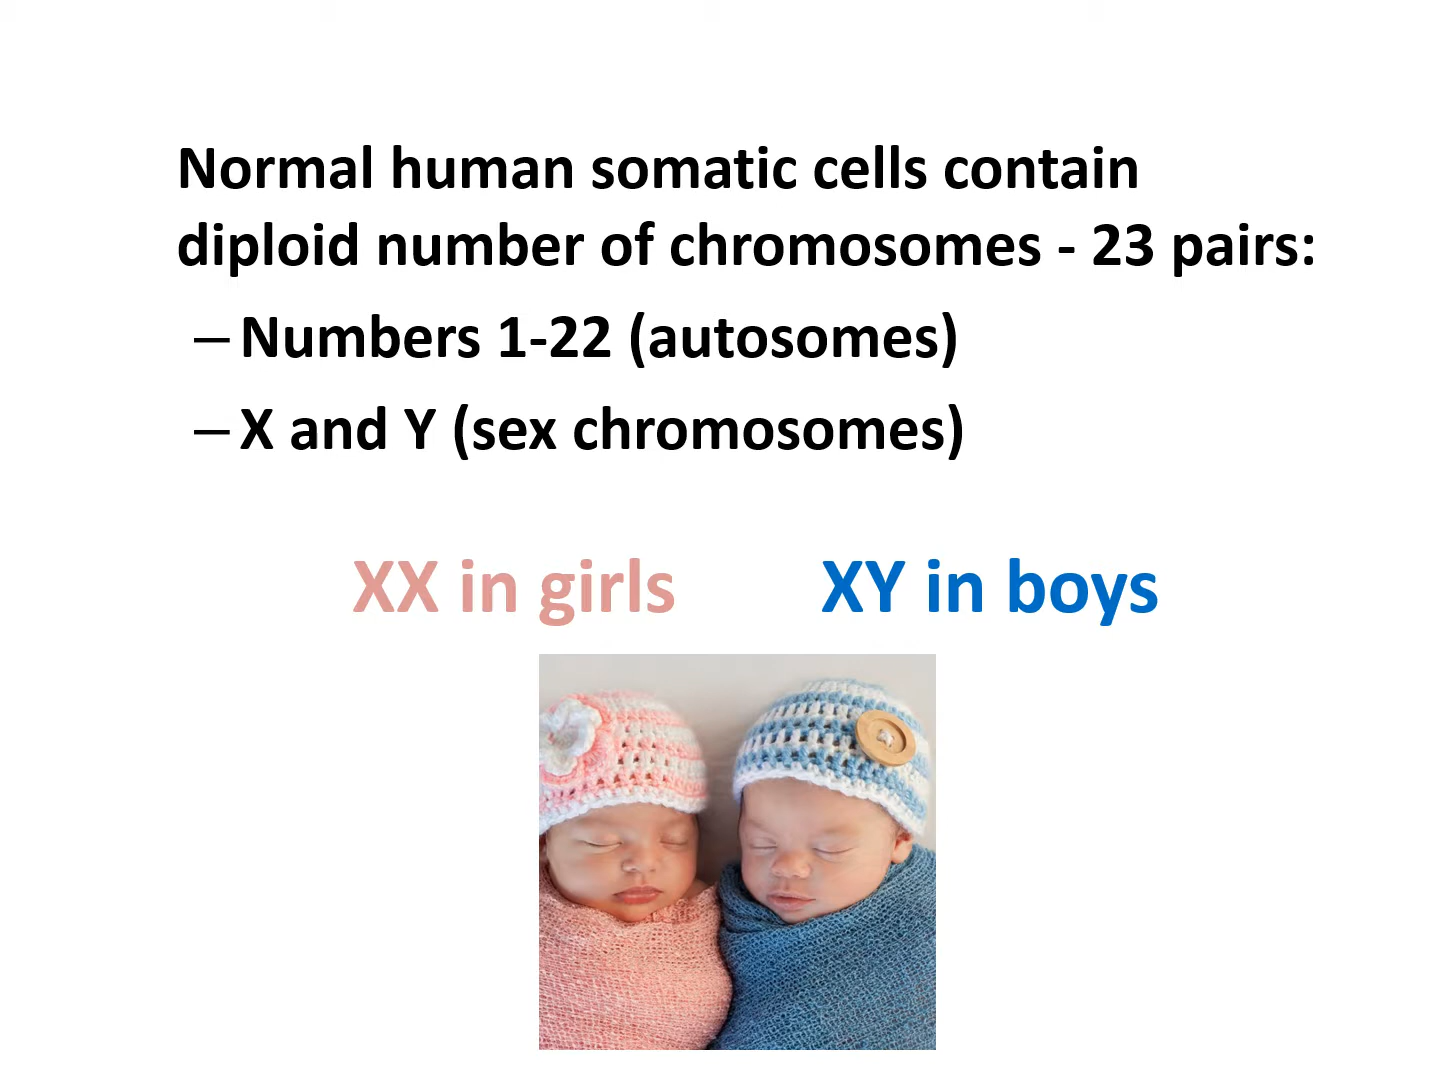 Normal human somatic cells contain
diploid number of chromosomes - 23 pairs:
– Numbers 1-22 (autosomes)
– X and Y (sex chromosomes)
XX in girls XY in boys